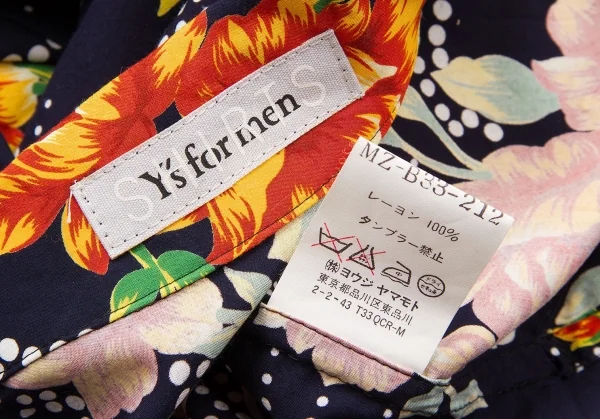 SHIRTS
Y's for men
MZ-B33-212
レーヨン 100%
タンブラー禁止
(株)ヨウジヤマモト
東京都品川区東品川
2-2-43 T33QCR-M